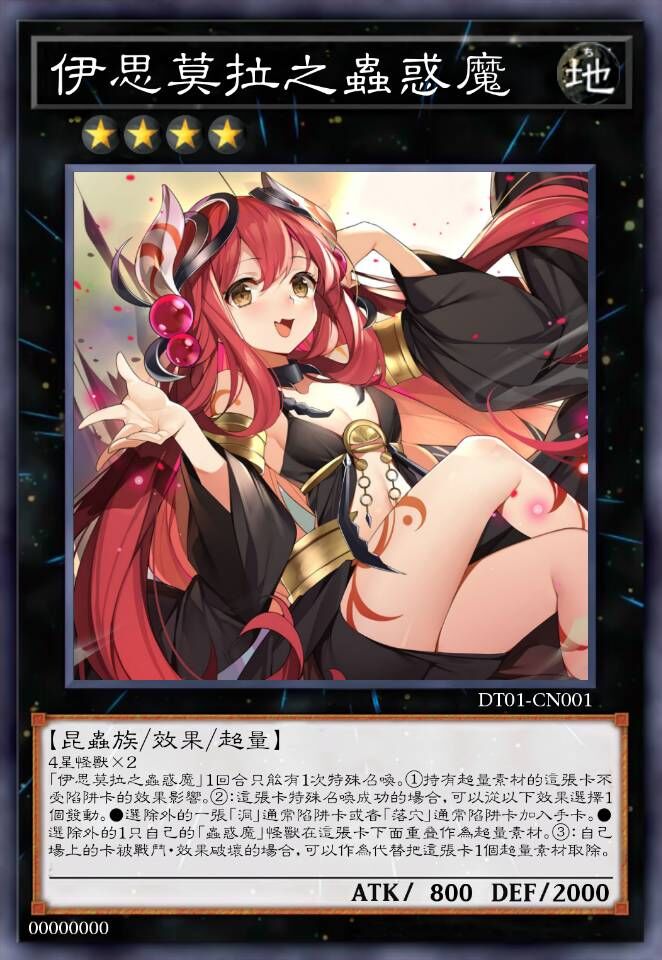 伊思莫拉之蟲惑魔
ち
地
DT01-CN001
【昆蟲族/效果/超量】
4星怪獸×2
「伊思莫拉之蟲惑魔」1回合只能有1次特殊召喚。①持有超量素材的這張卡不
受陷阱卡的效果影響。②:這張卡特殊召喚成功的場合,可以從以下效果選擇1
個發動。●選除外的一張「洞」通常陷阱卡或者「落穴」通常陷阱卡加入手卡。●
選除外的1只自己的「蟲惑魔」怪獸在這張卡下面重疊作為超量素材。③:自己
場上的卡被戰鬥·效果破壞的場合,可以作為代替把這張卡1個超量素材取除。
ATK/ 800 DEF/2000
00000000